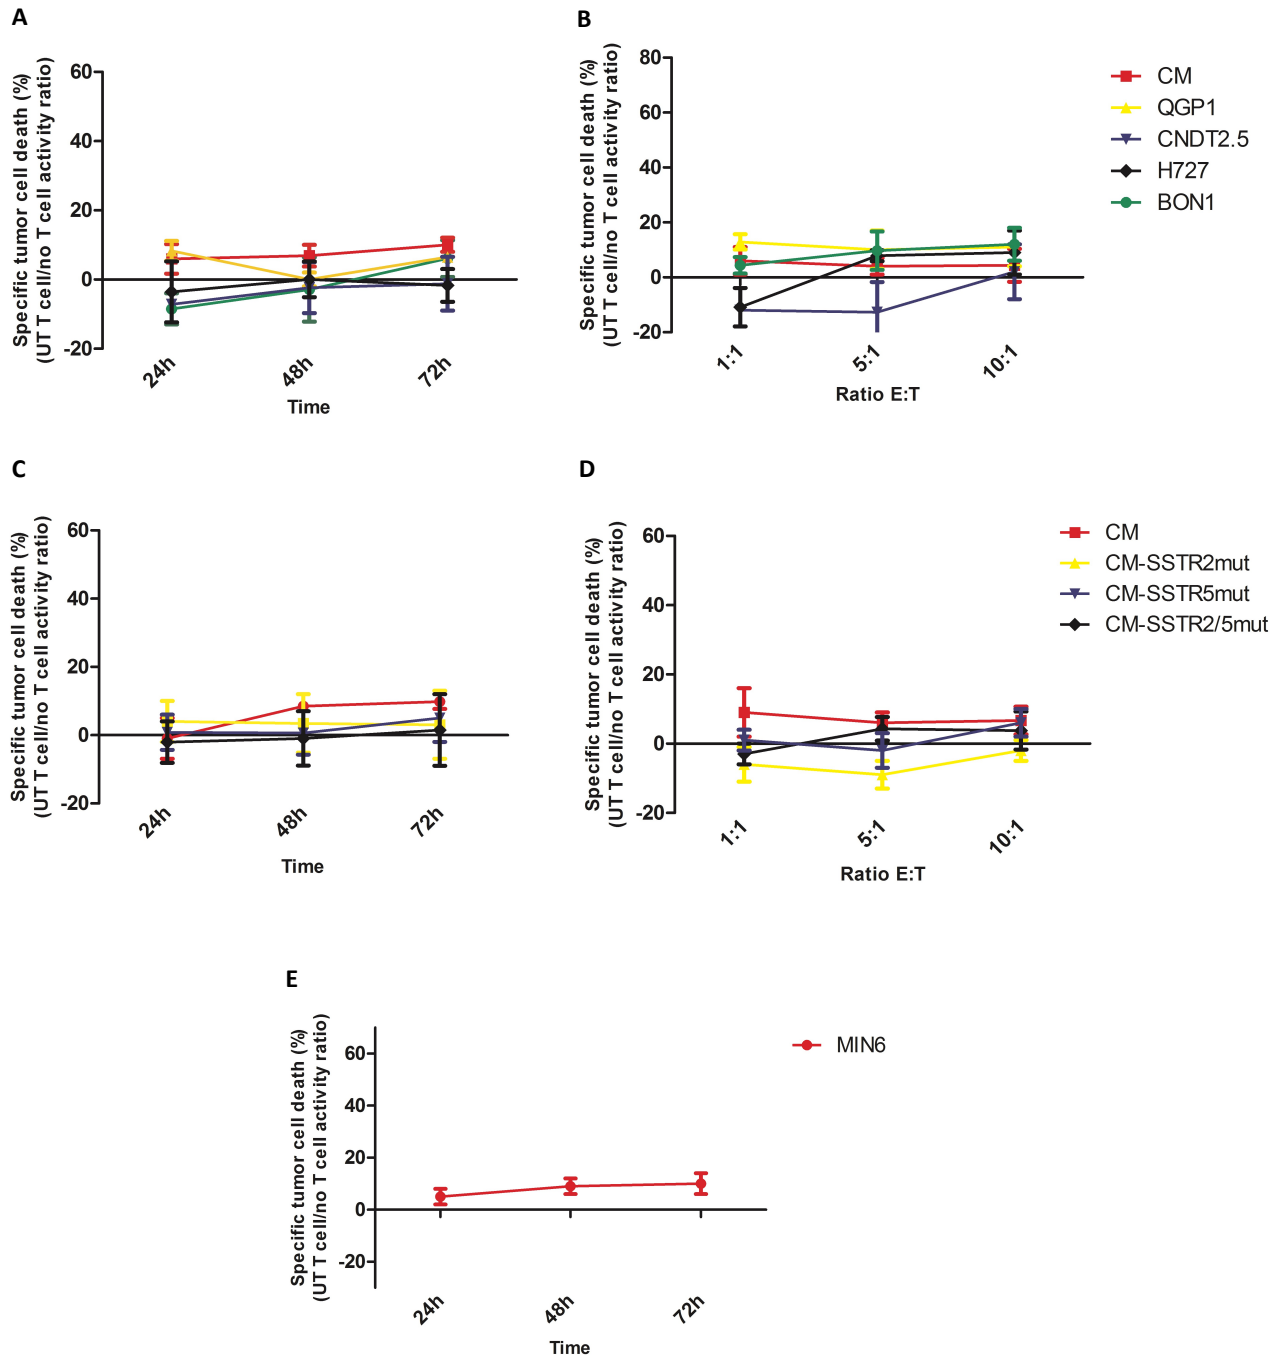 A
Specific tumor cell death (%)
(UT T cell/no T cell activity ratio)
60
40
20
0
-20
24h
48h
72h
Time
B
Specific tumor cell death (%)
(UT T cell/no T cell activity ratio)
80
60
40
20
0
-20
1:1
5:1
10:1
Ratio E:T
CM
QGP1
CNDT2.5
H727
BON1
C
Specific tumor cell death (%)
(UT T cell/no T cell activity ratio)
60
40
20
0
-20
24h
48h
72h
Time
D
Specific tumor cell death (%)
(UT T cell/no T cell activity ratio)
60
40
20
0
-20
1:1
5:1
10:1
Ratio E:T
CM
CM-SSTR2mut
CM-SSTR5mut
CM-SSTR2/5mut
E
Specific tumor cell death (%)
(UT T cell/no T cell activity ratio)
60
40
20
0
-20
24h
48h
72h
Time
MIN6